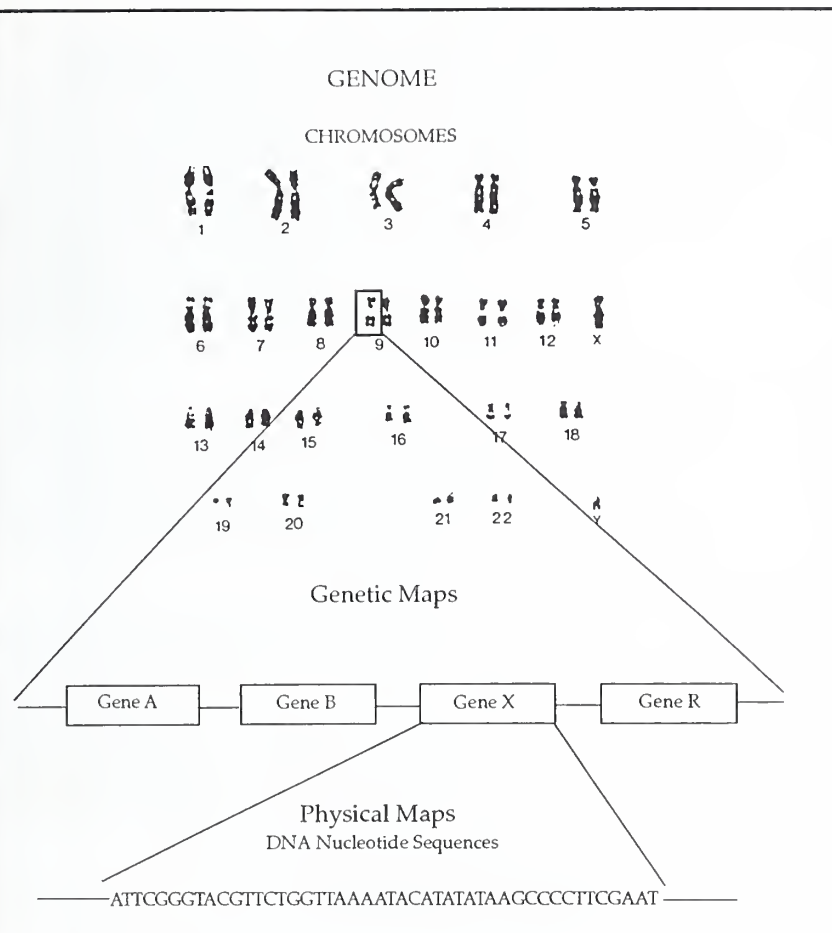 GENOME
CHROMOSOMES
1 2 3 4 5
6 7 8 9 10 11 12 X
13 14 15 16 17 18
19 20 21 22 Y
Genetic Maps
Gene A Gene B Gene X Gene R
Physical Maps
DNA Nucleotide Sequences
ATTCGGGTACGTTCTGGTTAAAATACATATATAAGCCCCTTCGAAT